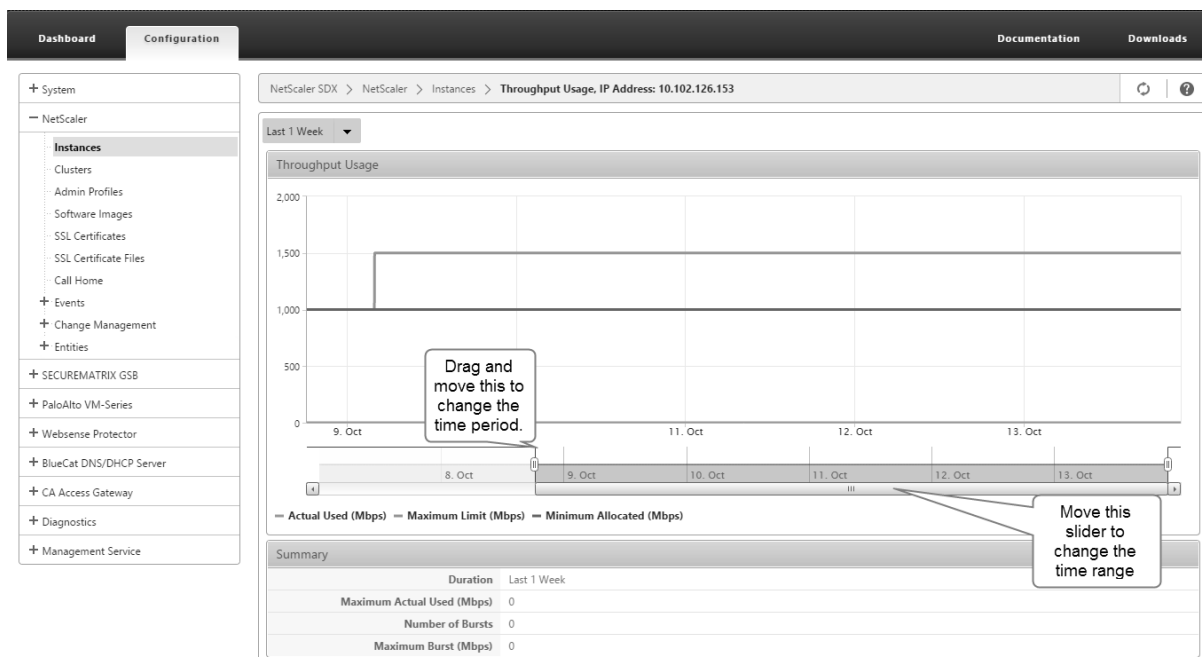 Dashboard
Configuration
Documentation
Downloads
+ System
− NetScaler
Instances
Clusters
Admin Profiles
Software Images
SSL Certificates
SSL Certificate Files
Call Home
+ Events
+ Change Management
+ Entities
+ SECUREMATRIX GSB
+ PaloAlto VM-Series
+ Websense Protector
+ BlueCat DNS/DHCP Server
+ CA Access Gateway
+ Diagnostics
+ Management Service
NetScaler SDX > NetScaler > Instances > Throughput Usage, IP Address: 10.102.126.153
Last 1 Week
Throughput Usage
2,000
1,500
1,000
500
0
9. Oct
11. Oct
12. Oct
13. Oct
Drag and
move this to
change the
time period.
8. Oct
9. Oct
10. Oct
11. Oct
12. Oct
13. Oct
Move this
slider to
change the
time range
Actual Used (Mbps) Maximum Limit (Mbps) Minimum Allocated (Mbps)
Summary
Duration Last 1 Week
Maximum Actual Used (Mbps) 0
Number of Bursts 0
Maximum Burst (Mbps) 0